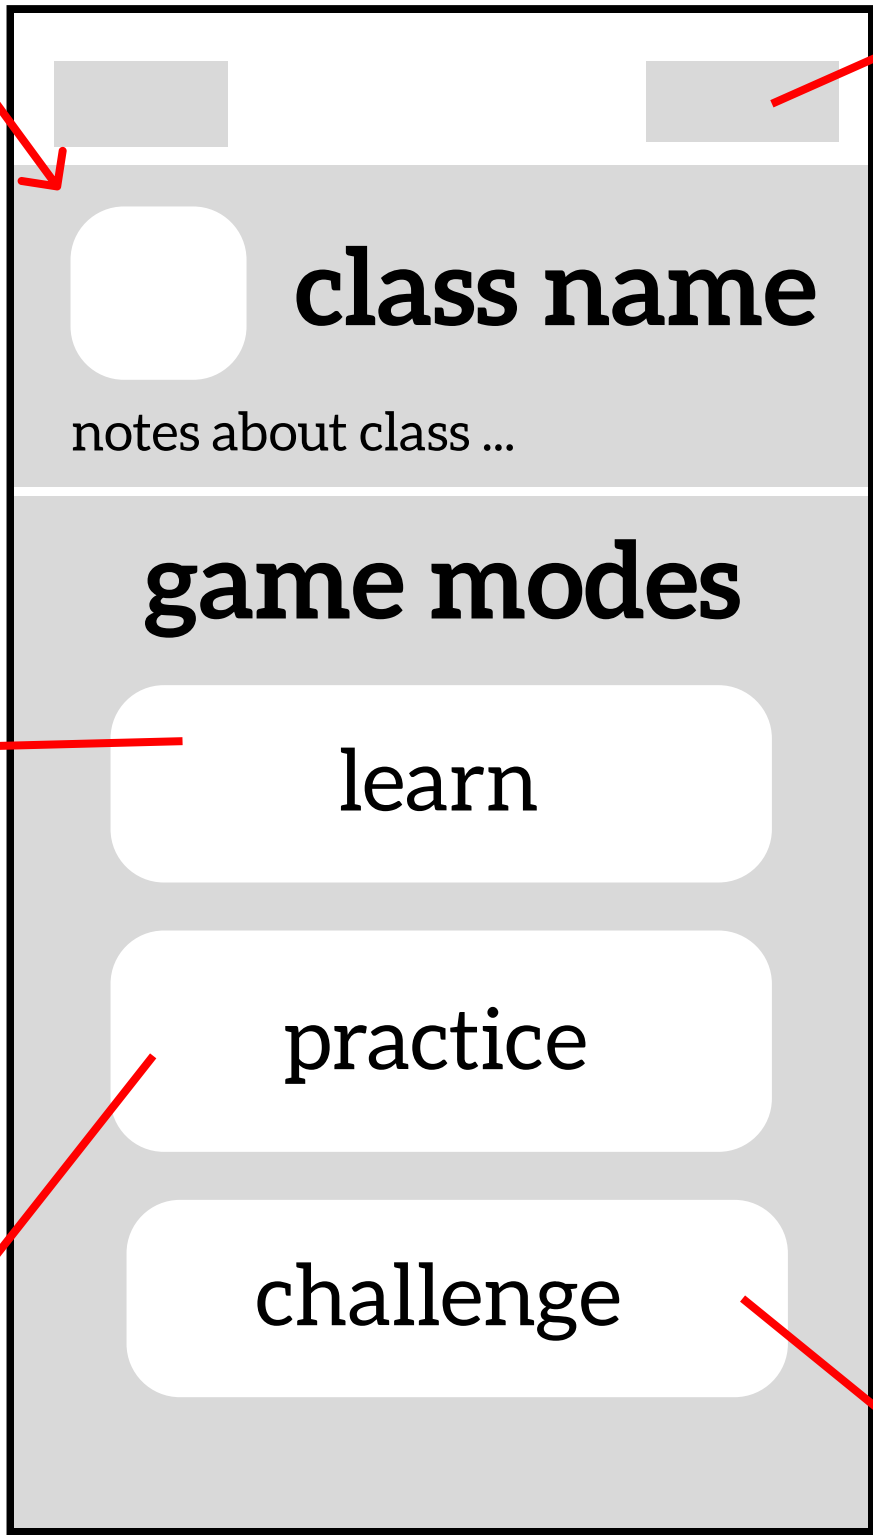 class name
notes about class ...
game modes
learn
practice
challenge